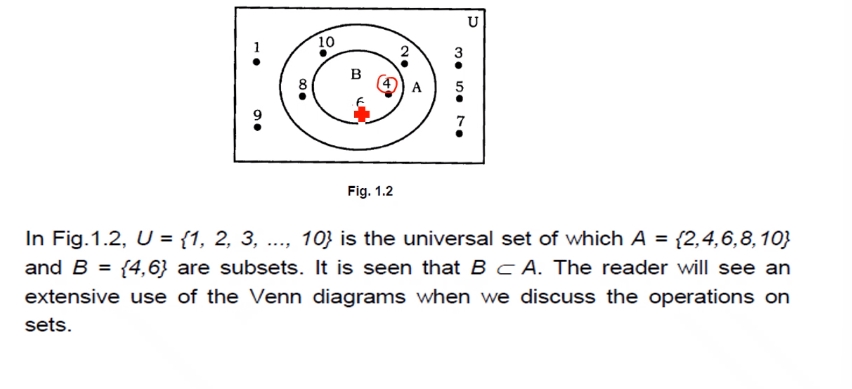 U
10
1
2
3
B
8
4
A
5
6
9
7
Fig. 1.2
In Fig.1.2, U = {1, 2, 3, ..., 10} is the universal set of which A = {2,4,6,8,10}
and B = {4,6} are subsets. It is seen that B ⊂ A. The reader will see an
extensive use of the Venn diagrams when we discuss the operations on
sets.